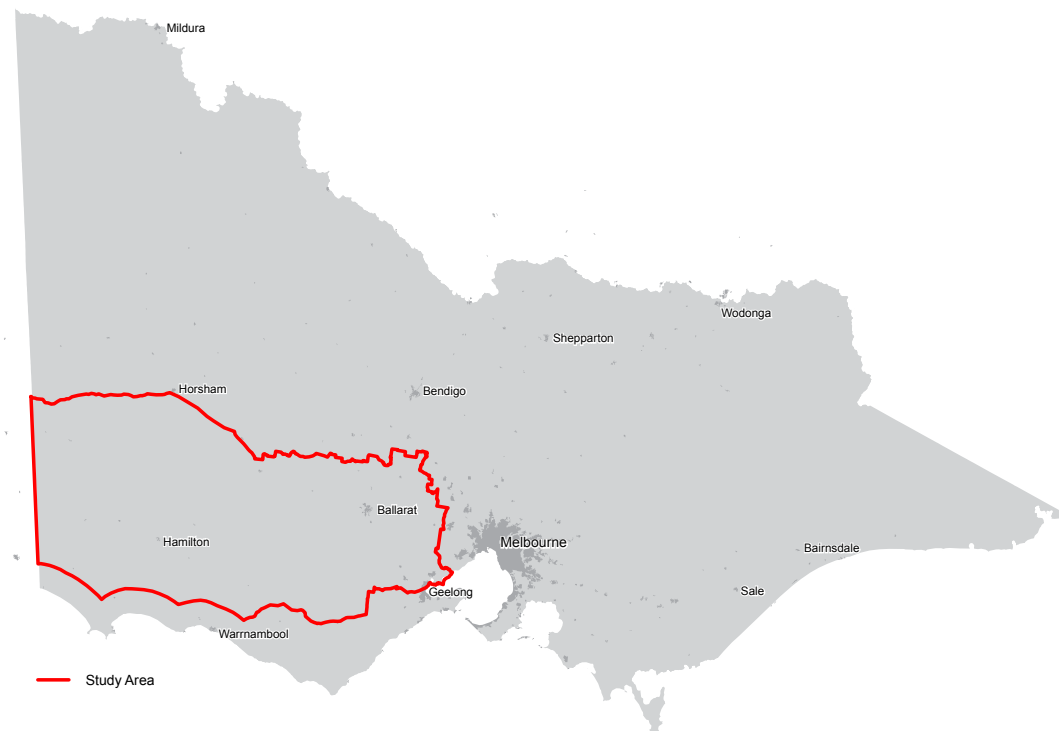 Mildura
Wodonga
Shepparton
Horsham
Bendigo
Ballarat
Hamilton
Melbourne
Bairnsdale
Geelong
Sale
Warrnambool
Study Area